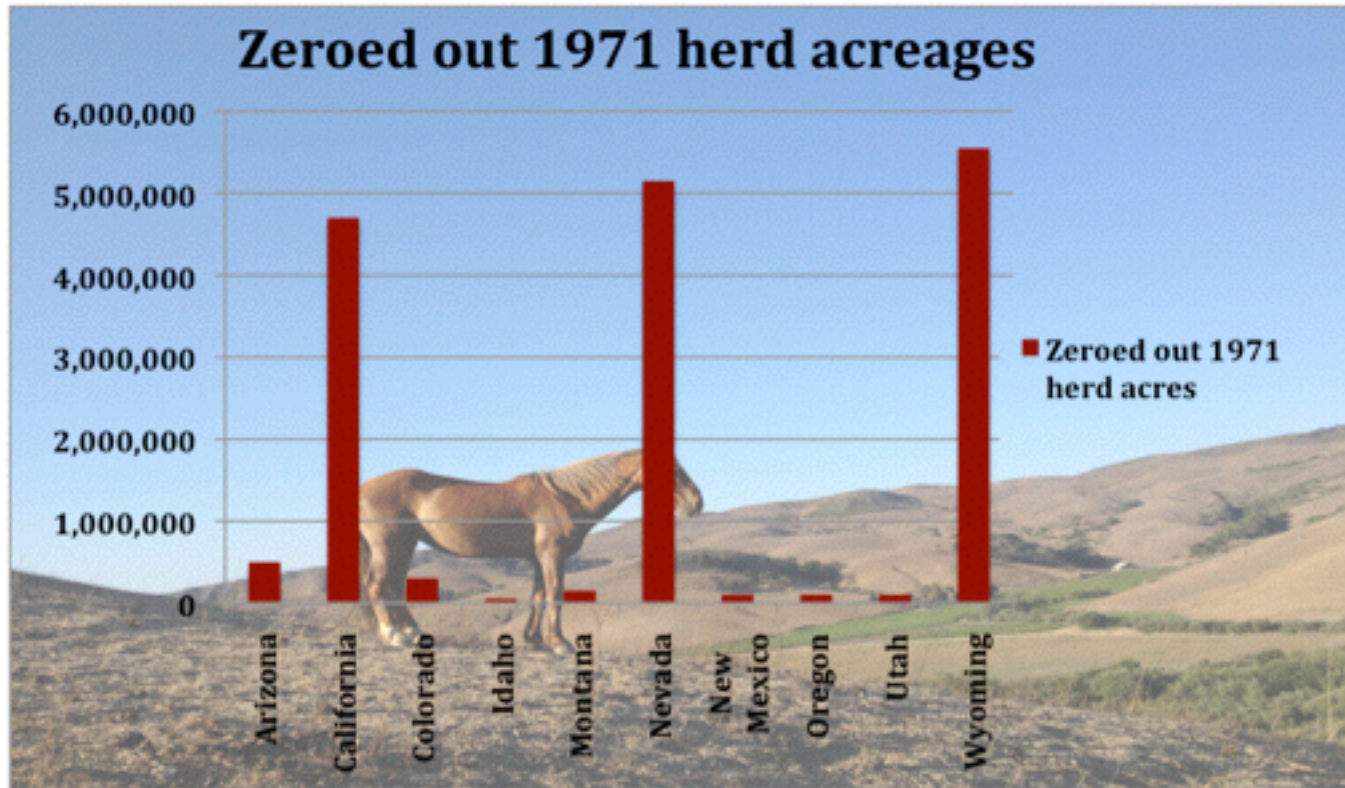 Zeroed out 1971 herd acreages
6,000,000
5,000,000
4,000,000
3,000,000
2,000,000
1,000,000
0
Arizona
California
Colorado
Idaho
Montana
Nevada
New
Mexico
Oregon
Utah
Wyoming
Zeroed out 1971
herd acres